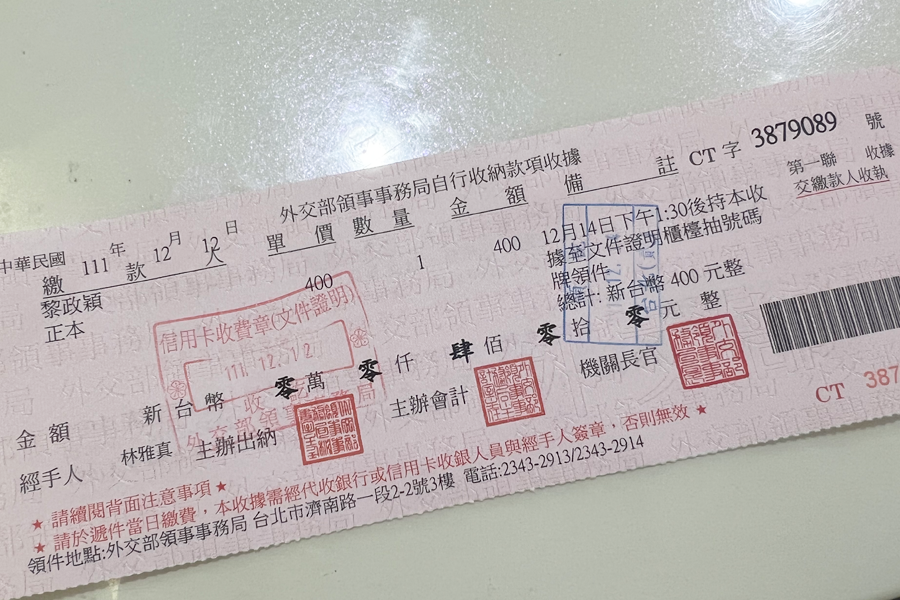 外交部領事事務局自行收納款項收據
CT 字 3879089 號
中華民國 111 年 12 月 12 日
第一聯 收據
交繳款人收執
繳款人 單價 數量 金額 備註
黎政穎 400 1 400
正本
12月14日下午1:30後持本收
據至文件證明櫃檯抽號碼
牌領件
總計: 新台幣 400 元整
信用卡收費章(文件證明)
111. 12. 12
金額 新台幣 零萬 零仟 肆佰 零拾 零元整
經手人 林雅真 主辦出納 主辦會計 機關長官
CT 387
★ 請續閱背面注意事項 ★
★ 請於遞件當日繳費，本收據需經代收銀行或信用卡收銀人員與經手人簽章，否則無效 ★
領件地點:外交部領事事務局 台北市濟南路一段2-2號3樓 電話:2343-2913/2343-2914